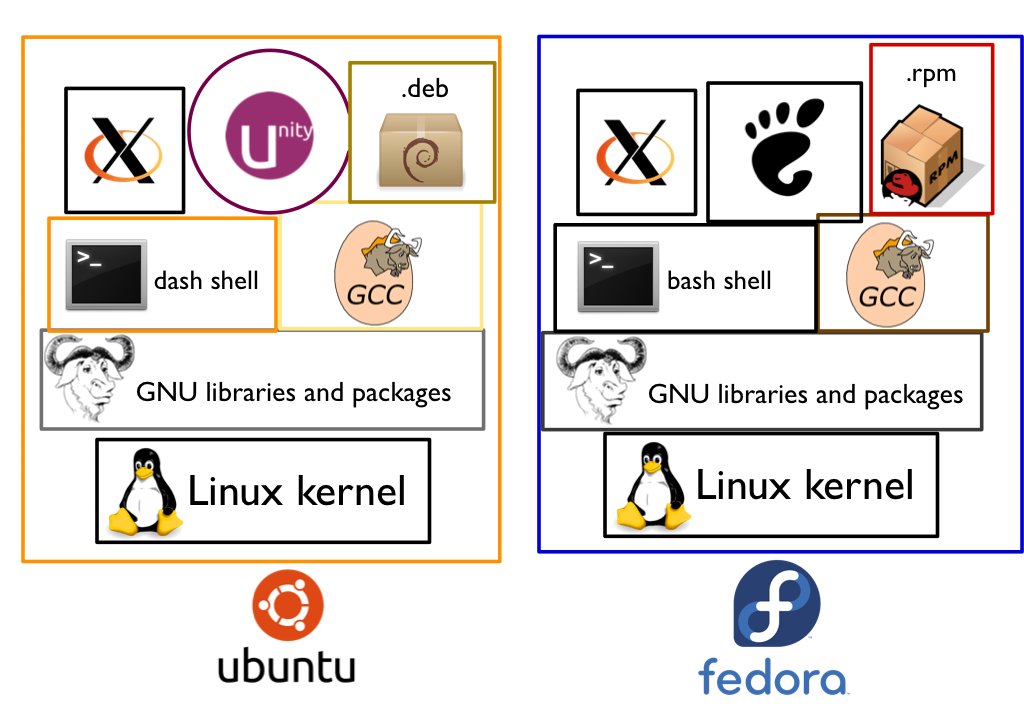 X
Unity
.deb
>_
dash shell
GCC
GNU libraries and packages
Linux kernel
ubuntu
X
.rpm
RPM
>_
bash shell
GCC
GNU libraries and packages
Linux kernel
f
fedora